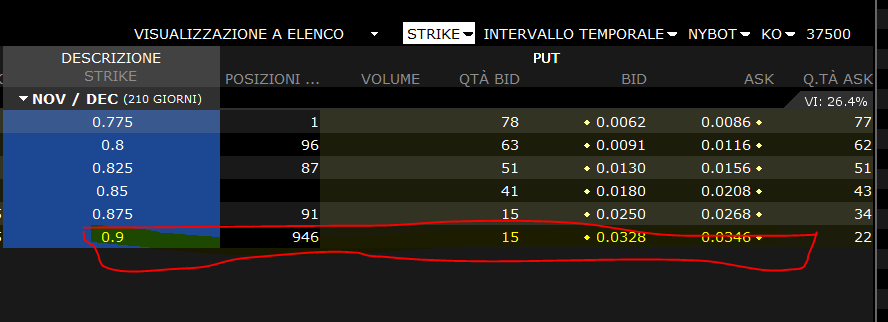 VISUALIZZAZIONE A ELENCO STRIKE INTERVALLO TEMPORALE NYBOT KO 37500
DESCRIZIONE PUT
STRIKE POSIZIONI ... VOLUME QTÀ BID BID ASK Q.TÀ ASK
NOV / DEC (210 GIORNI) VI: 26.4%
0.775 1 78 0.0062 0.0086 77
0.8 96 63 0.0091 0.0116 62
0.825 87 51 0.0130 0.0156 51
0.85 41 0.0180 0.0208 43
0.875 91 15 0.0250 0.0268 34
0.9 946 15 0.0328 0.0346 22